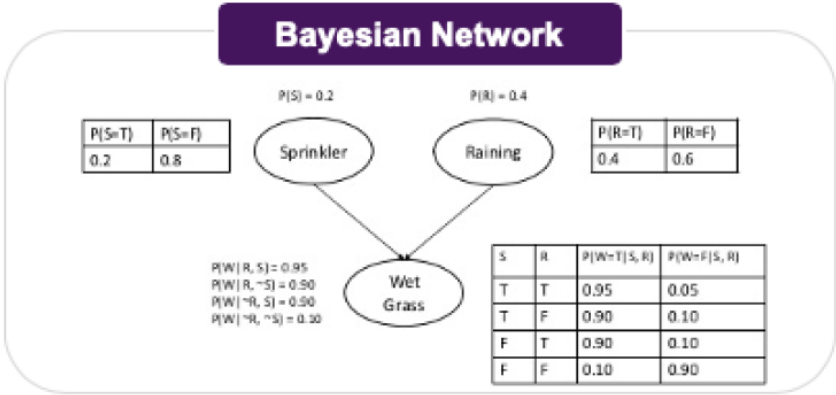 Bayesian Network
P(S) = 0.2
P(R) = 0.4
P(S=T) P(S=F)
0.2 0.8
Sprinkler
Raining
P(R=T) P(R=F)
0.4 0.6
P(W| R, S) = 0.95
P(W| R, ~S) = 0.90
P(W| ~R, S) = 0.90
P(W| ~R, ~S) = 0.10
Wet
Grass
S R P(W=T|S, R) P(W=F|S, R)
T T 0.95 0.05
T F 0.90 0.10
F T 0.90 0.10
F F 0.10 0.90